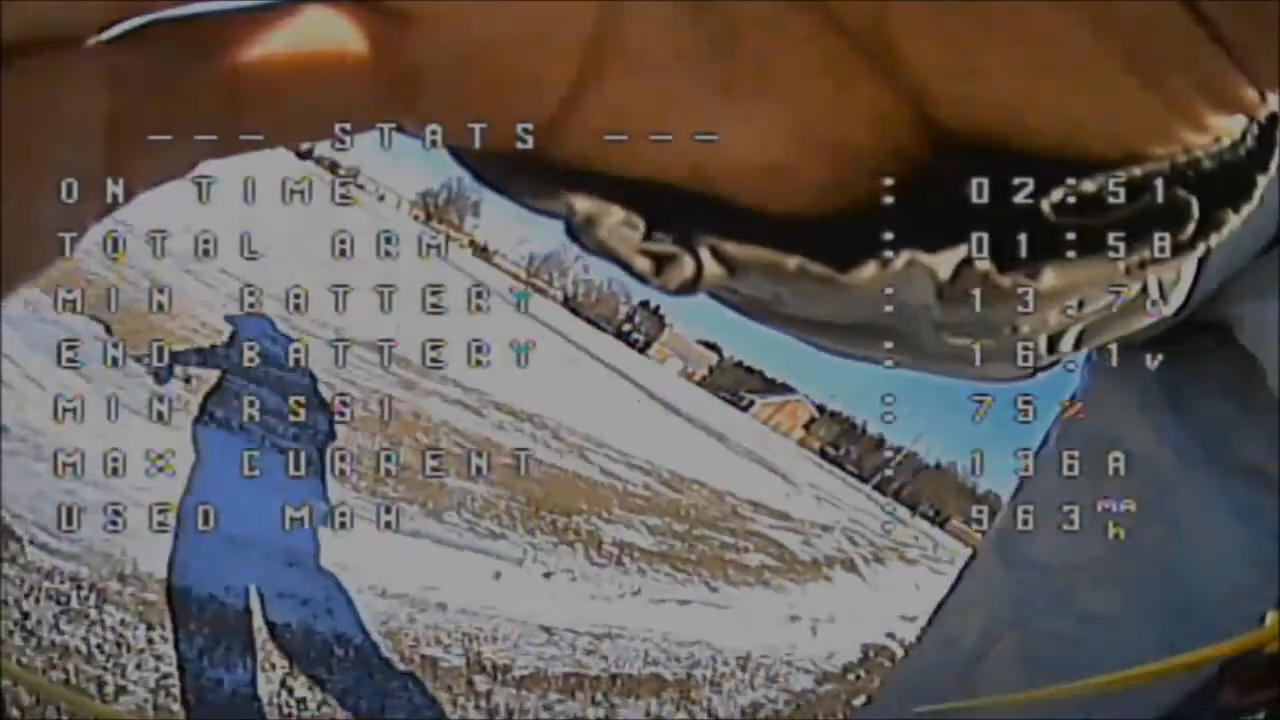 --- STATS ---
ON TIME : 02:51
TOTAL ARM : 01:58
MIN BATTERY : 13.7v
END BATTERY : 16.1v
MIN RSSI : 75%
MAX CURRENT : 136A
USED MAH : 963mAh